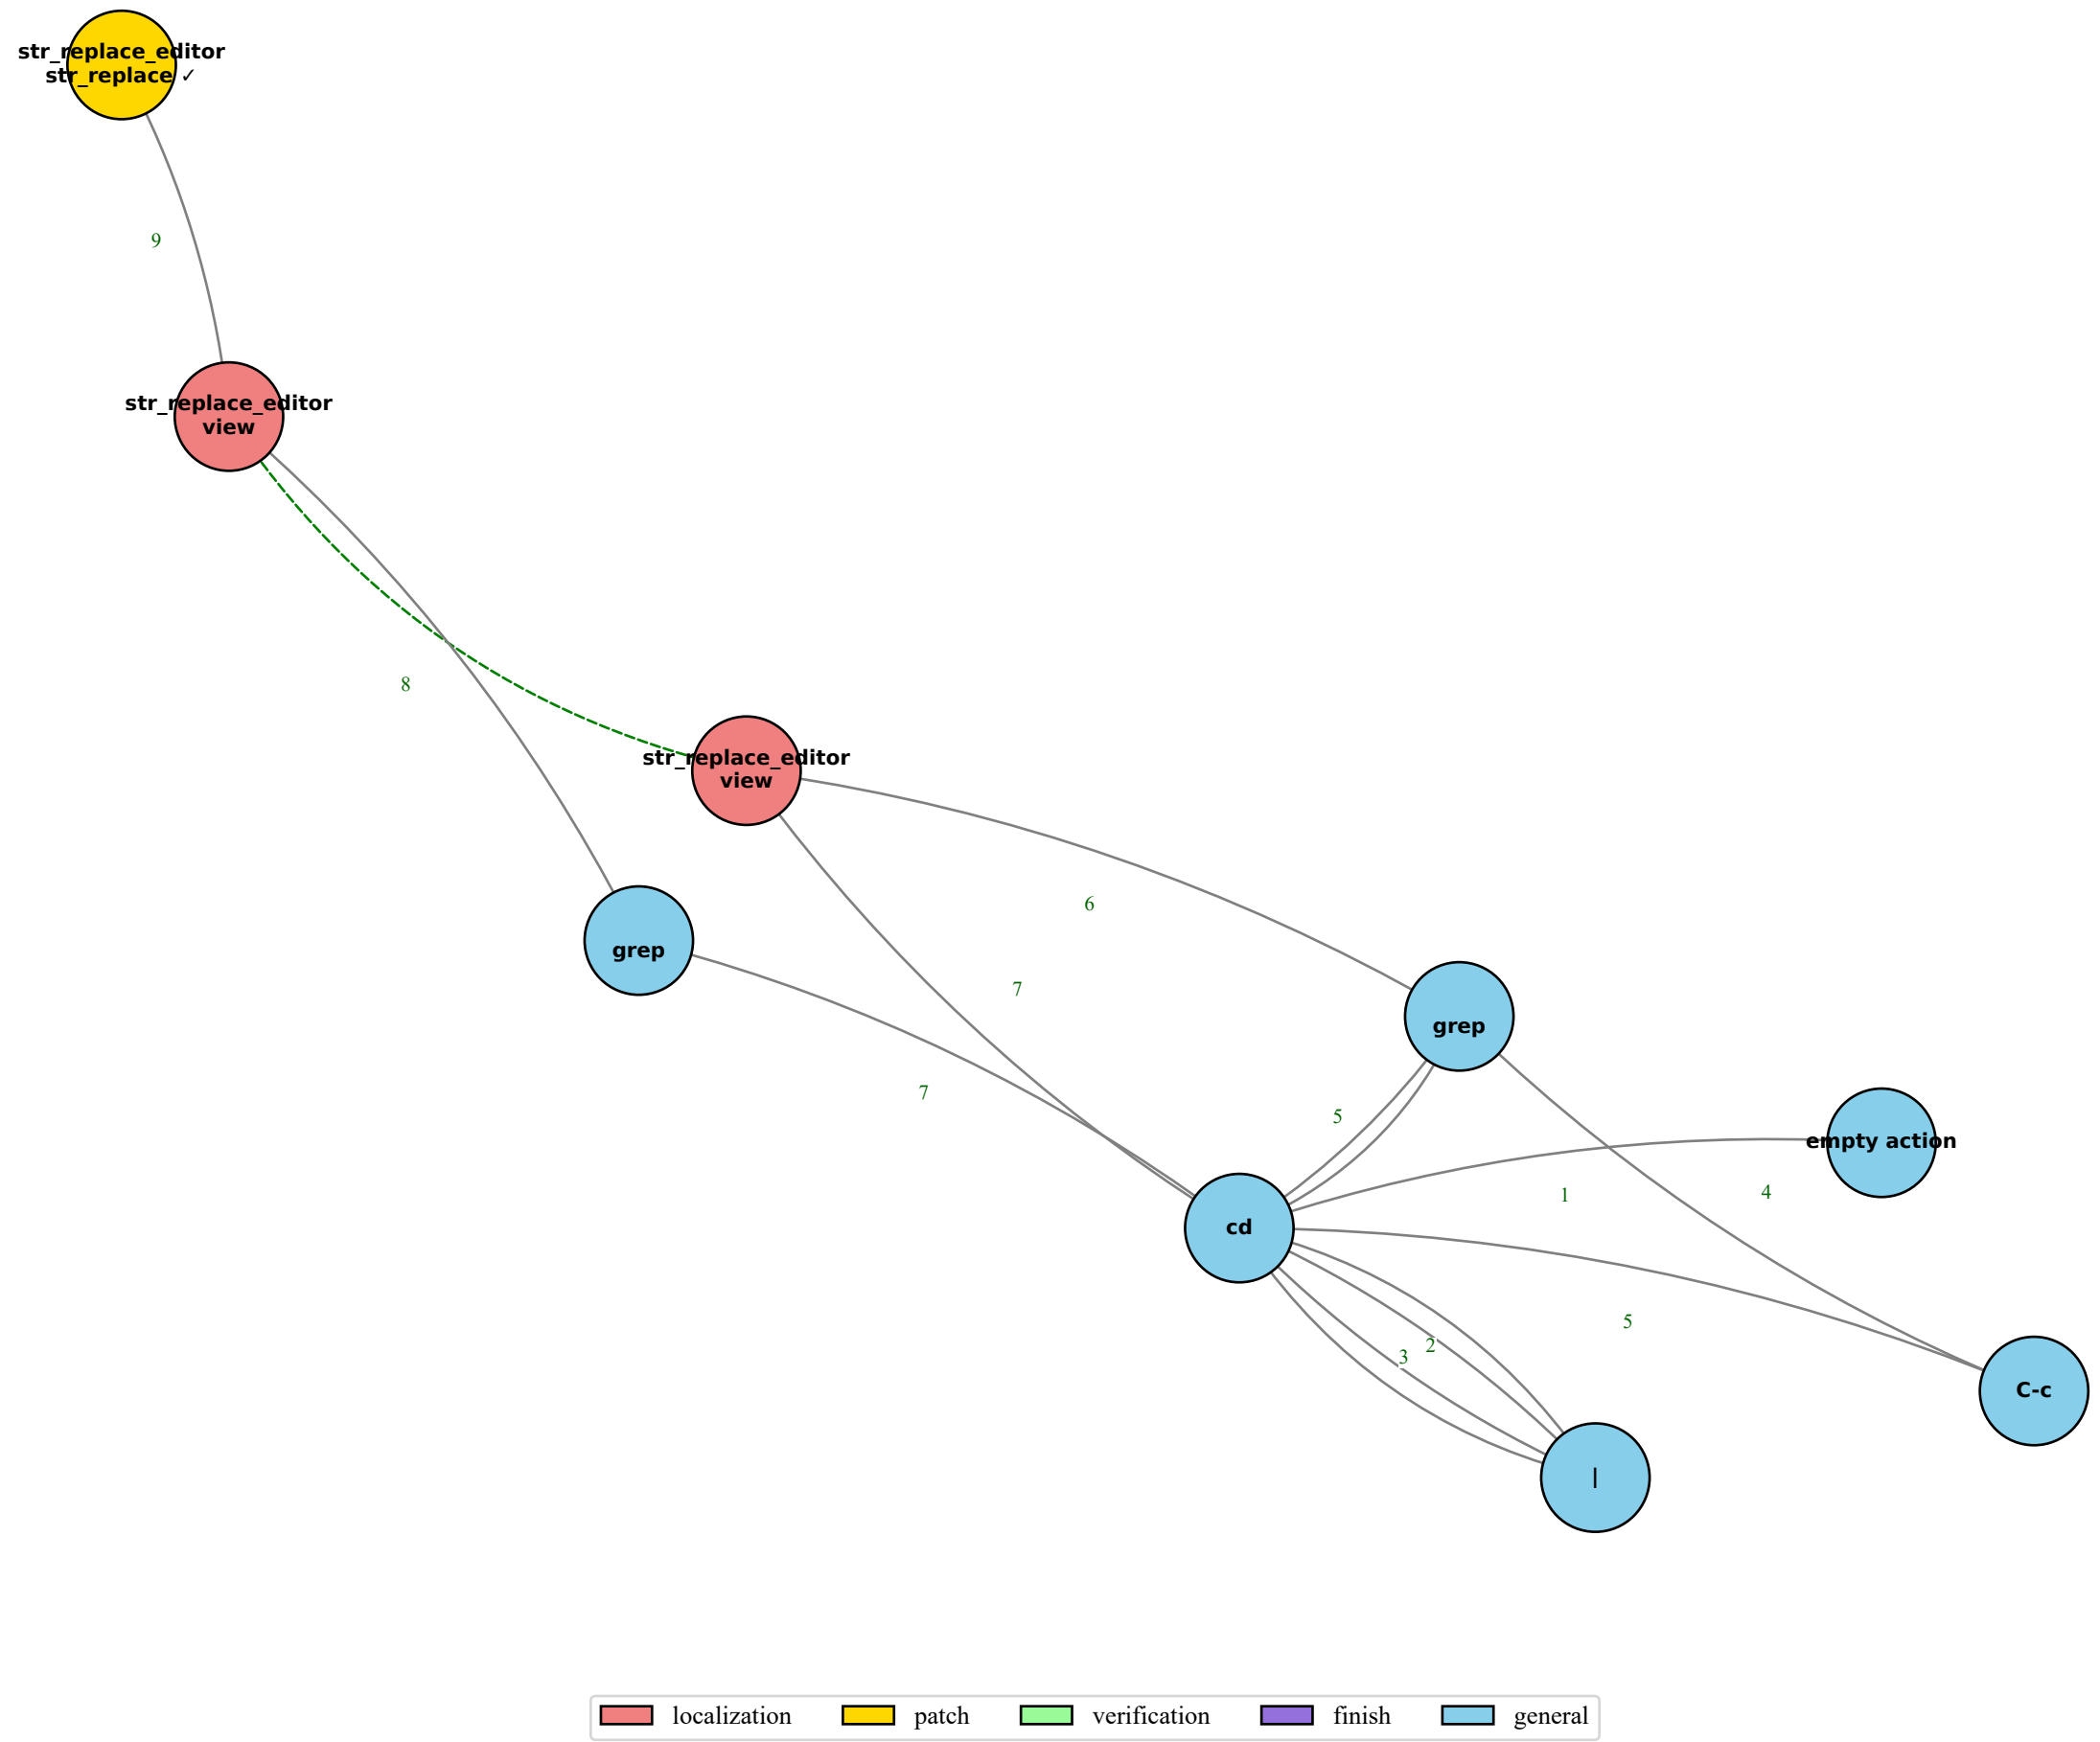 str_replace_editor
str_replace ✓
9
str_replace_editor
view
8
str_replace_editor
view
6
grep
7
grep
7
5
empty action
1
4
cd
5
2
3
C-c
|
localization
patch
verification
finish
general